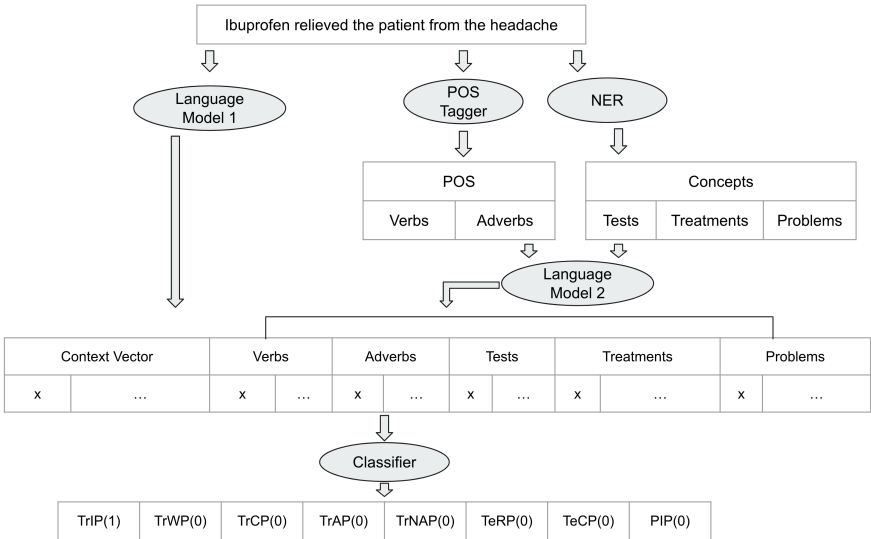 Ibuprofen relieved the patient from the headache
Language
Model 1
POS
Tagger
NER
POS
Verbs Adverbs
Concepts
Tests Treatments Problems
Language
Model 2
Context Vector Verbs Adverbs Tests Treatments Problems
x … x … x … x … x … x …
Classifier
TrIP(1) TrWP(0) TrCP(0) TrAP(0) TrNAP(0) TeRP(0) TeCP(0) PIP(0)